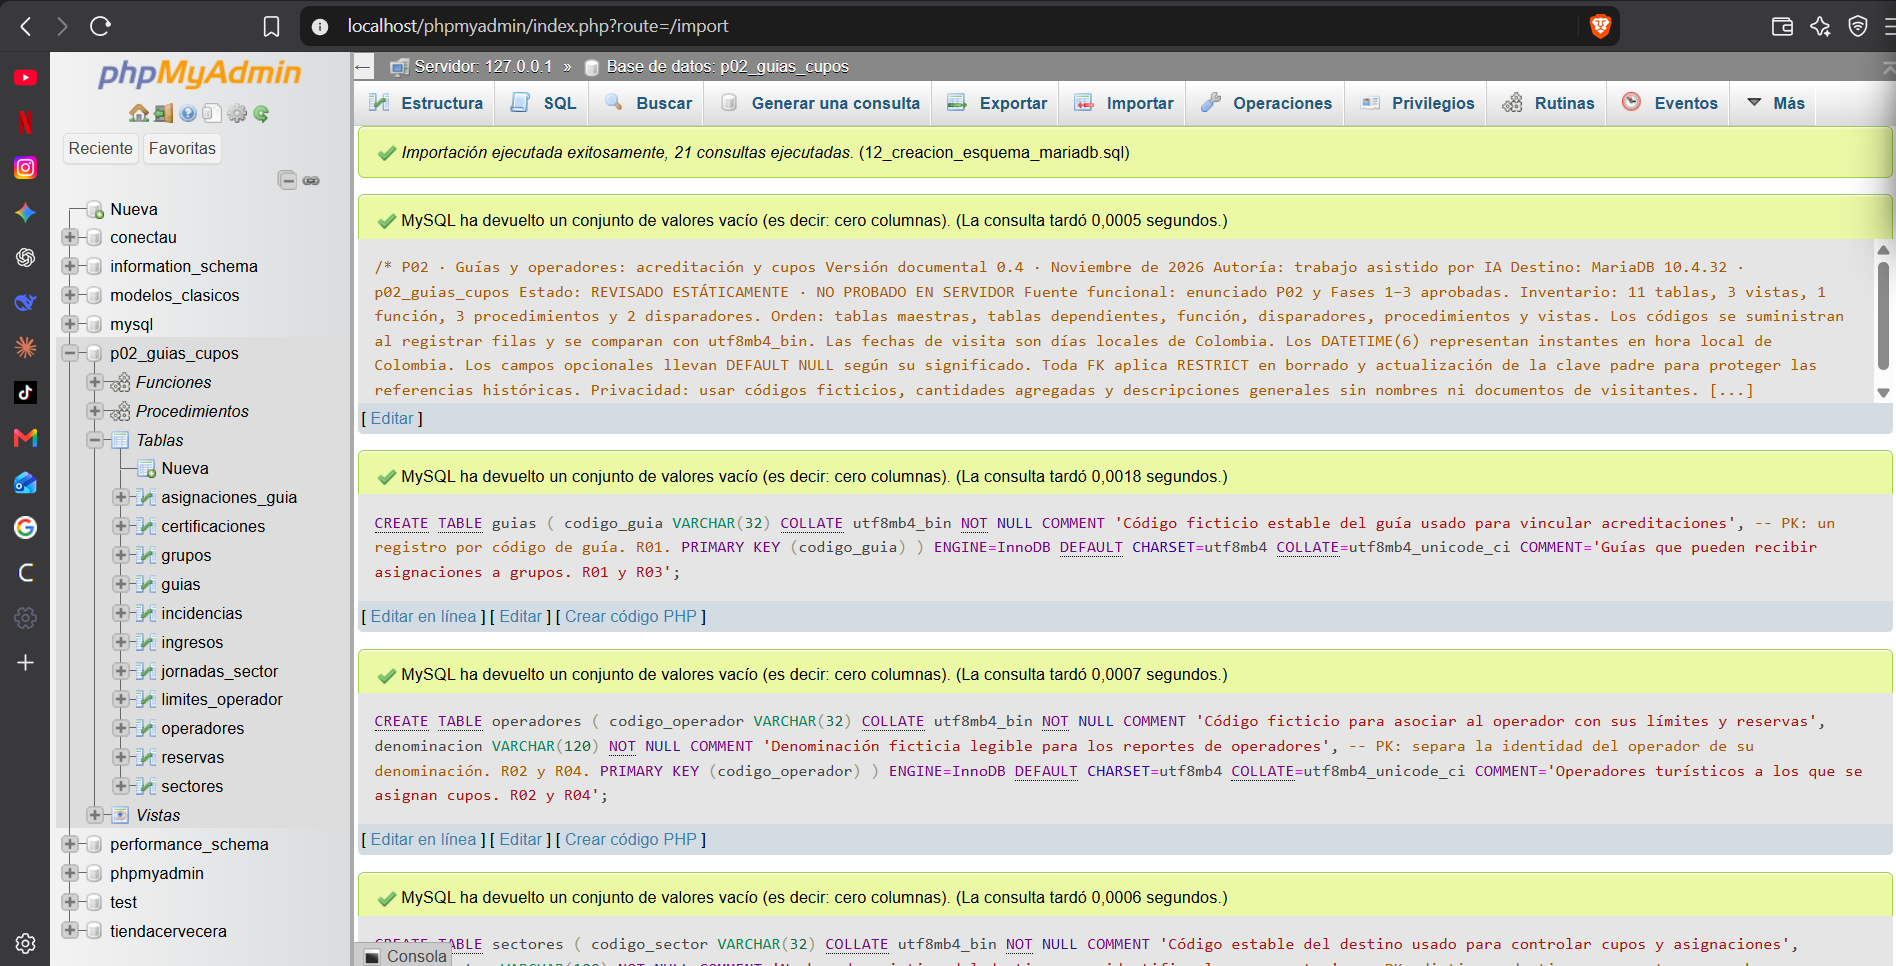 localhost/phpmyadmin/index.php?route=/import
phpMyAdmin
Reciente
Favoritas
Nueva
conectau
information_schema
modelos_clasicos
mysql
p02_guias_cupos
Funciones
Procedimientos
Tablas
Nueva
asignaciones_guia
certificaciones
grupos
guias
incidencias
ingresos
jornadas_sector
limites_operador
operadores
reservas
sectores
Vistas
performance_schema
phpmyadmin
test
tiendacervecera
Servidor: 127.0.0.1 » Base de datos: p02_guias_cupos
Estructura SQL Buscar Generar una consulta Exportar Importar Operaciones Privilegios Rutinas Eventos Más
Importación ejecutada exitosamente, 21 consultas ejecutadas. (12_creacion_esquema_mariadb.sql)
MySQL ha devuelto un conjunto de valores vacío (es decir: cero columnas). (La consulta tardó 0,0005 segundos.)
/* P02 · Guías y operadores: acreditación y cupos Versión documental 0.4 · Noviembre de 2026 Autoría: trabajo asistido por IA Destino: MariaDB 10.4.32 ·
p02_guias_cupos Estado: REVISADO ESTÁTICAMENTE · NO PROBADO EN SERVIDOR Fuente funcional: enunciado P02 y Fases 1–3 aprobadas. Inventario: 11 tablas, 3 vistas, 1
función, 3 procedimientos y 2 disparadores. Orden: tablas maestras, tablas dependientes, función, disparadores, procedimientos y vistas. Los códigos se suministran
al registrar filas y se comparan con utf8mb4_bin. Las fechas de visita son días locales de Colombia. Los DATETIME(6) representan instantes en hora local de
Colombia. Los campos opcionales llevan DEFAULT NULL según su significado. Toda FK aplica RESTRICT en borrado y actualización de la clave padre para proteger las
referencias históricas. Privacidad: usar códigos ficticios, cantidades agregadas y descripciones generales sin nombres ni documentos de visitantes. [...]
[ Editar ]
MySQL ha devuelto un conjunto de valores vacío (es decir: cero columnas). (La consulta tardó 0,0018 segundos.)
CREATE TABLE guias ( codigo_guia VARCHAR(32) COLLATE utf8mb4_bin NOT NULL COMMENT 'Código ficticio estable del guía usado para vincular acreditaciones', -- PK: un
registro por código de guía. R01. PRIMARY KEY (codigo_guia) ) ENGINE=InnoDB DEFAULT CHARSET=utf8mb4 COLLATE=utf8mb4_unicode_ci COMMENT='Guías que pueden recibir
asignaciones a grupos. R01 y R03';
[ Editar en línea ] [ Editar ] [ Crear código PHP ]
MySQL ha devuelto un conjunto de valores vacío (es decir: cero columnas). (La consulta tardó 0,0007 segundos.)
CREATE TABLE operadores ( codigo_operador VARCHAR(32) COLLATE utf8mb4_bin NOT NULL COMMENT 'Código ficticio para asociar al operador con sus límites y reservas',
denominacion VARCHAR(120) NOT NULL COMMENT 'Denominación ficticia legible para los reportes de operadores', -- PK: separa la identidad del operador de su
denominación. R02 y R04. PRIMARY KEY (codigo_operador) ) ENGINE=InnoDB DEFAULT CHARSET=utf8mb4 COLLATE=utf8mb4_unicode_ci COMMENT='Operadores turísticos a los que se
asignan cupos. R02 y R04';
[ Editar en línea ] [ Editar ] [ Crear código PHP ]
MySQL ha devuelto un conjunto de valores vacío (es decir: cero columnas). (La consulta tardó 0,0006 segundos.)
CREATE TABLE sectores ( codigo_sector VARCHAR(32) COLLATE utf8mb4_bin NOT NULL COMMENT 'Código estable del destino usado para controlar cupos y asignaciones',
Consola